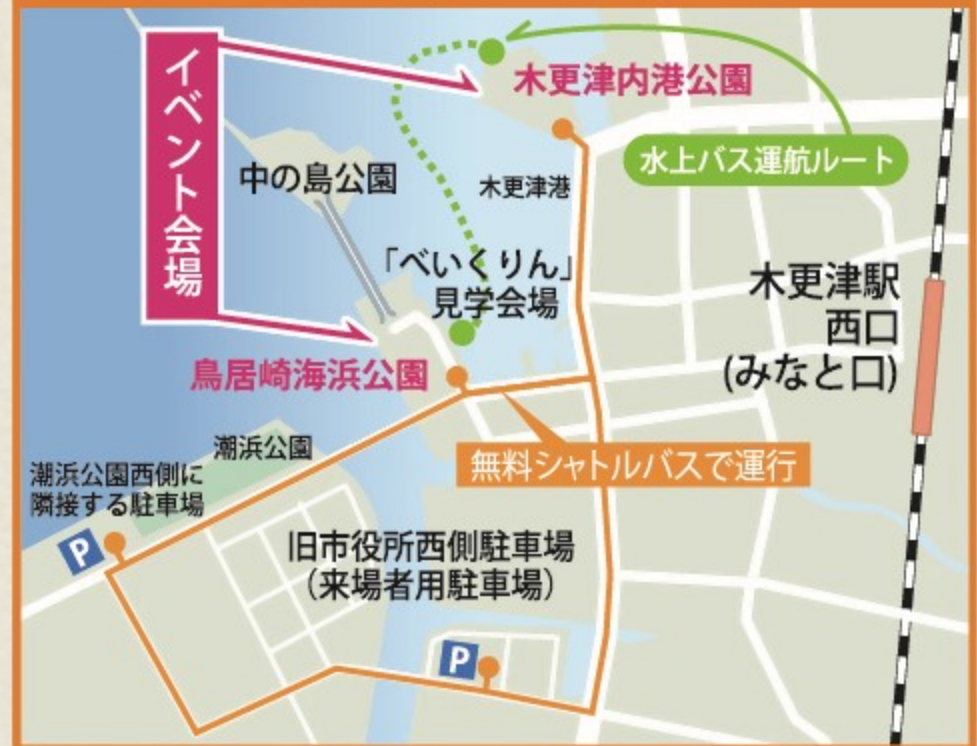 イベント会場
木更津内港公園
水上バス運航ルート
中の島公園
木更津港
「べいくりん」
見学会場
木更津駅
西口
(みなと口)
鳥居崎海浜公園
潮浜公園
無料シャトルバスで運行
潮浜公園西側に
隣接する駐車場
P
旧市役所西側駐車場
(来場者用駐車場)
P